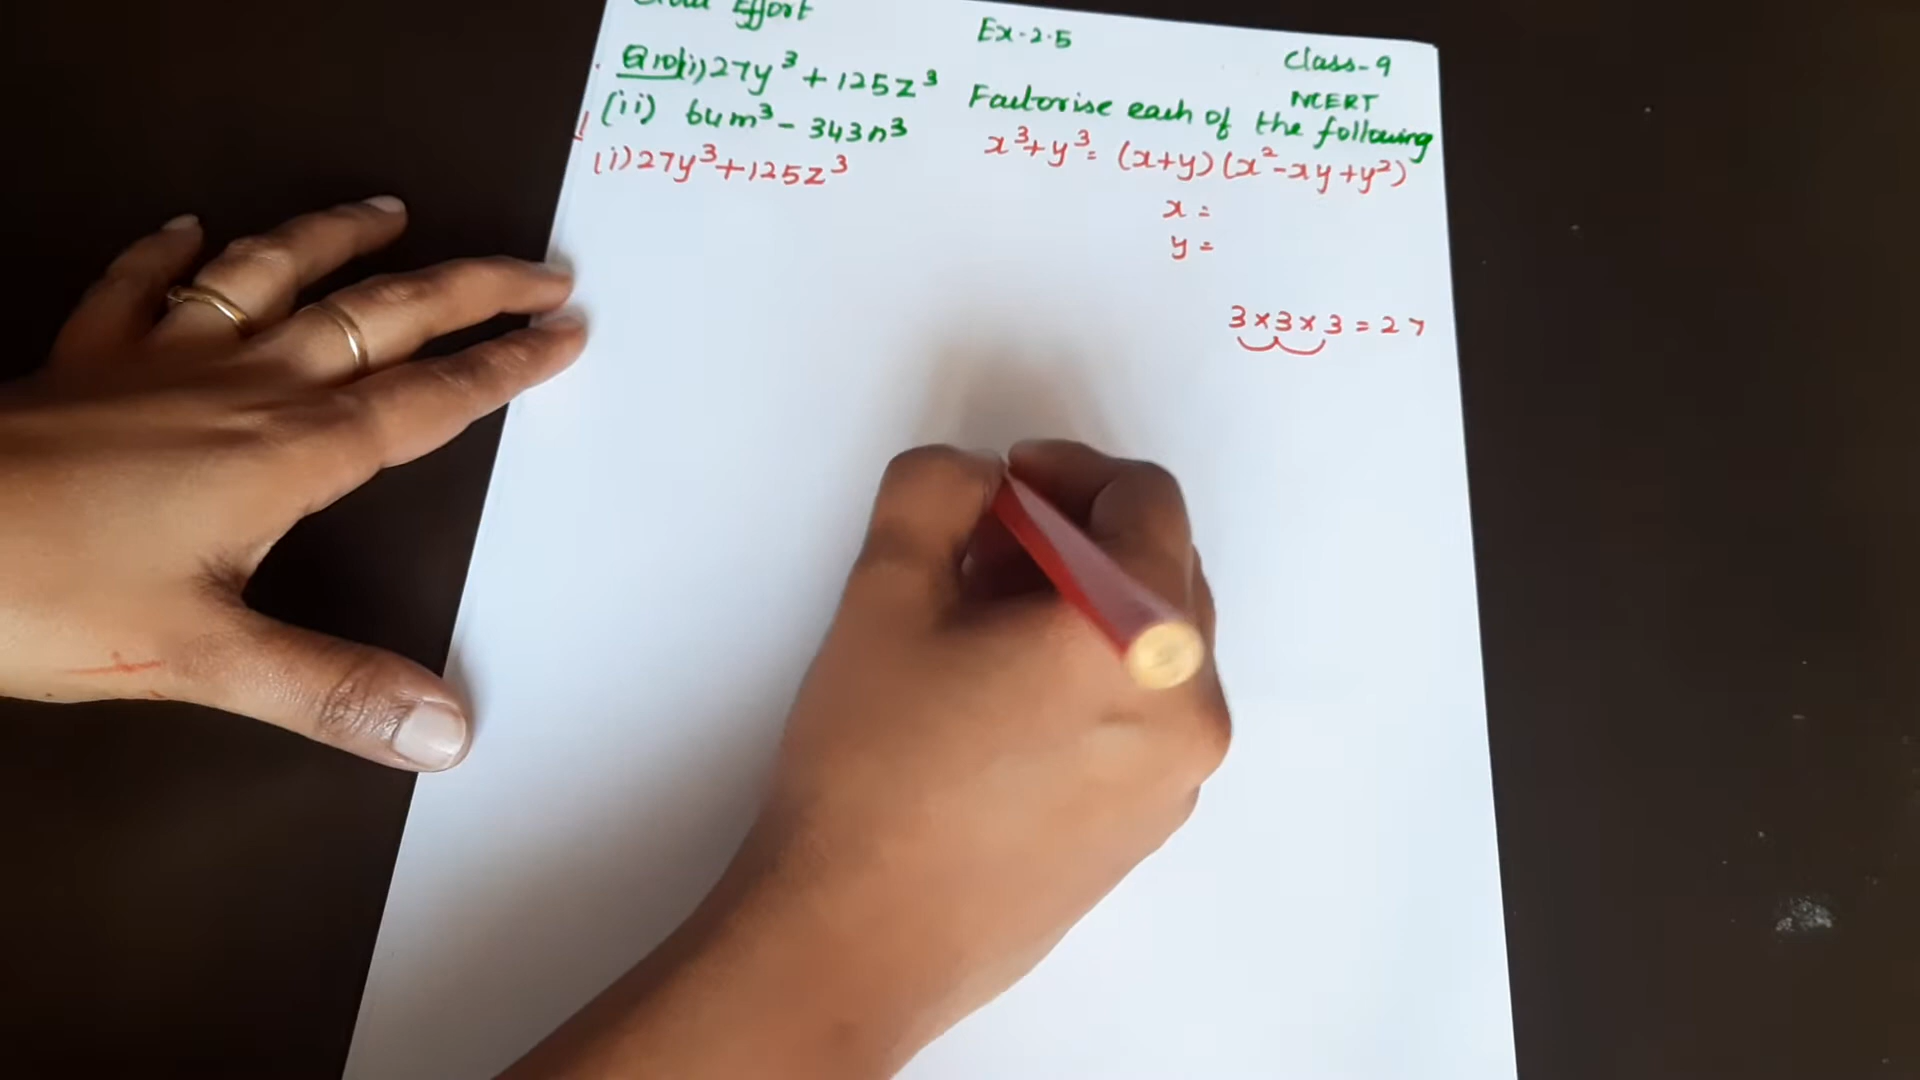 Effort
Ex-2.5
Class-9
NCERT
Q10(i) 27y³ + 125z³
Factorise each of the following
(ii) 64m³ - 343n³
x³+y³= (x+y)(x²-xy+y²)
(i) 27y³+125z³
x =
y =
3×3×3=27